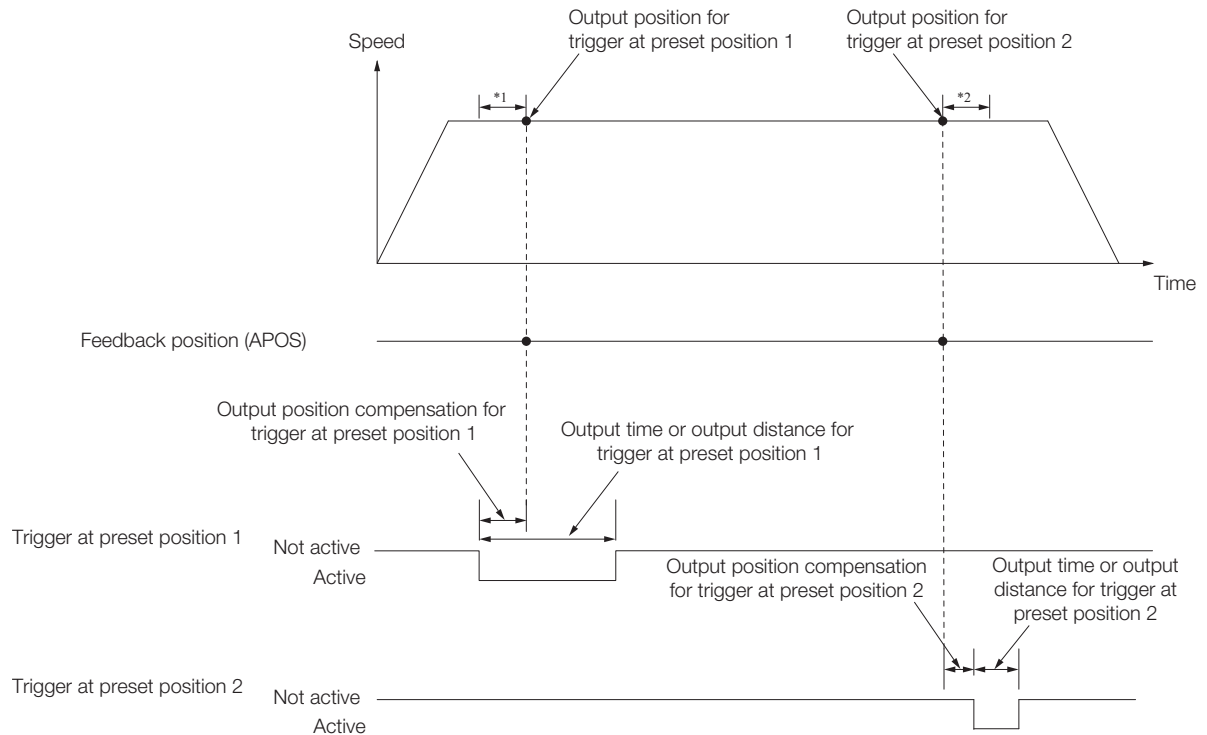 Output position for
trigger at preset position 1
Output position for
trigger at preset position 2
Speed
*1
*2
Time
Feedback position (APOS)
Output position compensation for
trigger at preset position 1
Output time or output distance for
trigger at preset position 1
Trigger at preset position 1
Not active
Active
Output position compensation
for trigger at preset position 2
Output time or output
distance for trigger at
preset position 2
Trigger at preset position 2
Not active
Active